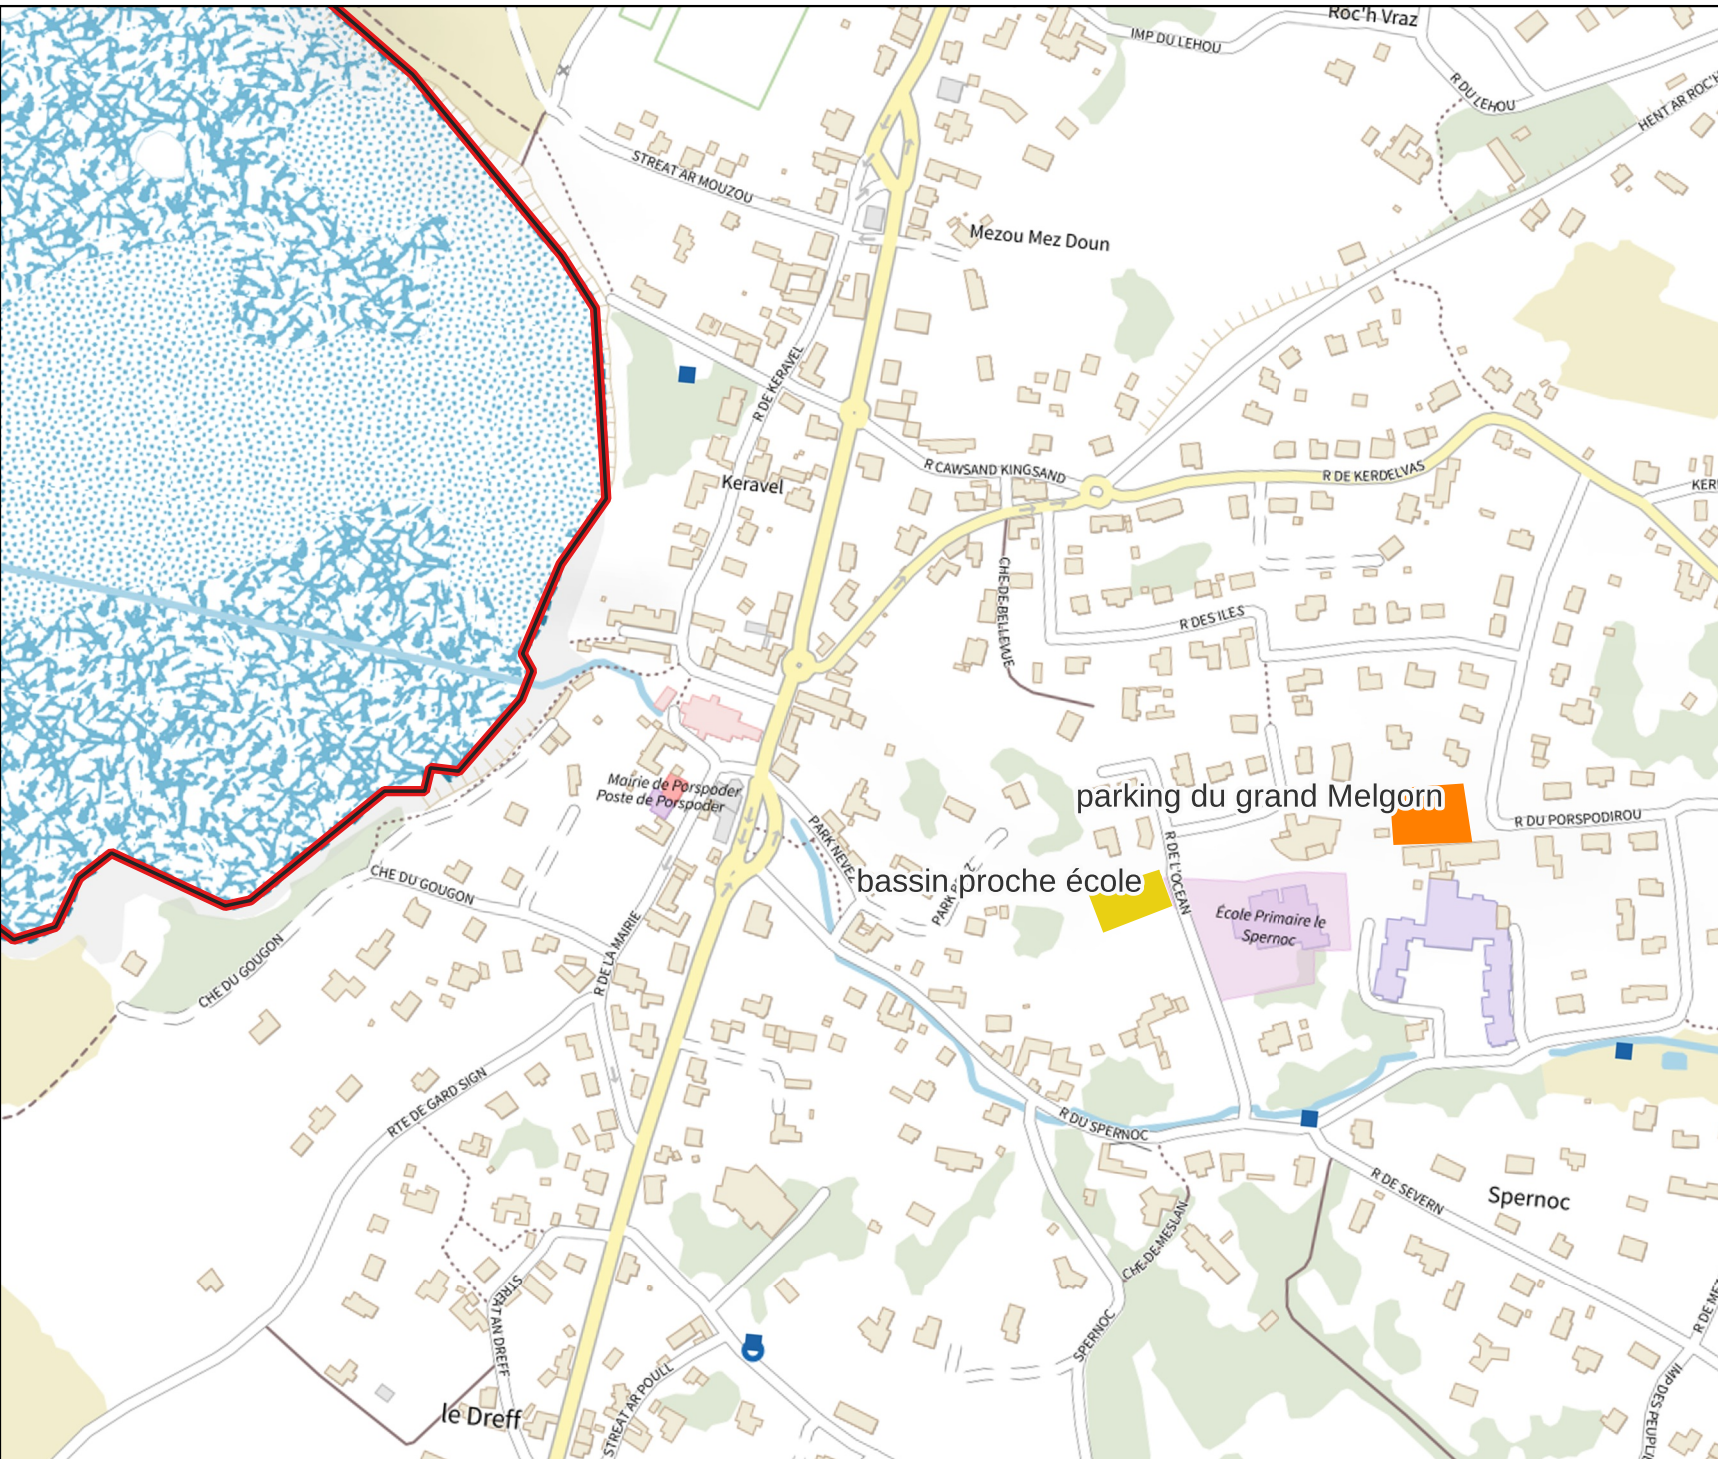 Roc'h Vraz
IMP DU LEHOU
R DU LEHOU
HENT AR ROC'H
STREAT AR MOUZOU
Mezou Mez Doun
R DE KERAVEL
R CAWSAND KINGSAND
R DE KERDELVAS
Keravel
CHE DE BELLEVUE
R DES ILES
Mairie de Porspoder
Poste de Porspoder
parking du grand Melgorn
R DU PORSPODIROU
PARK NEVEZ
R DE L'OCEAN
bassin proche école
CHE DU GOUGON
École Primaire le
Spernoc
CHE DU GOUGON
R DE LA MAIRIE
RTE DE GARD SIGN
R DU SPERNOC
R DE SEVERN
Spernoc
CHE DE MESLAN
STREAT AN DREFF
SPERNOC
STREAT AR POULL
le Dreff